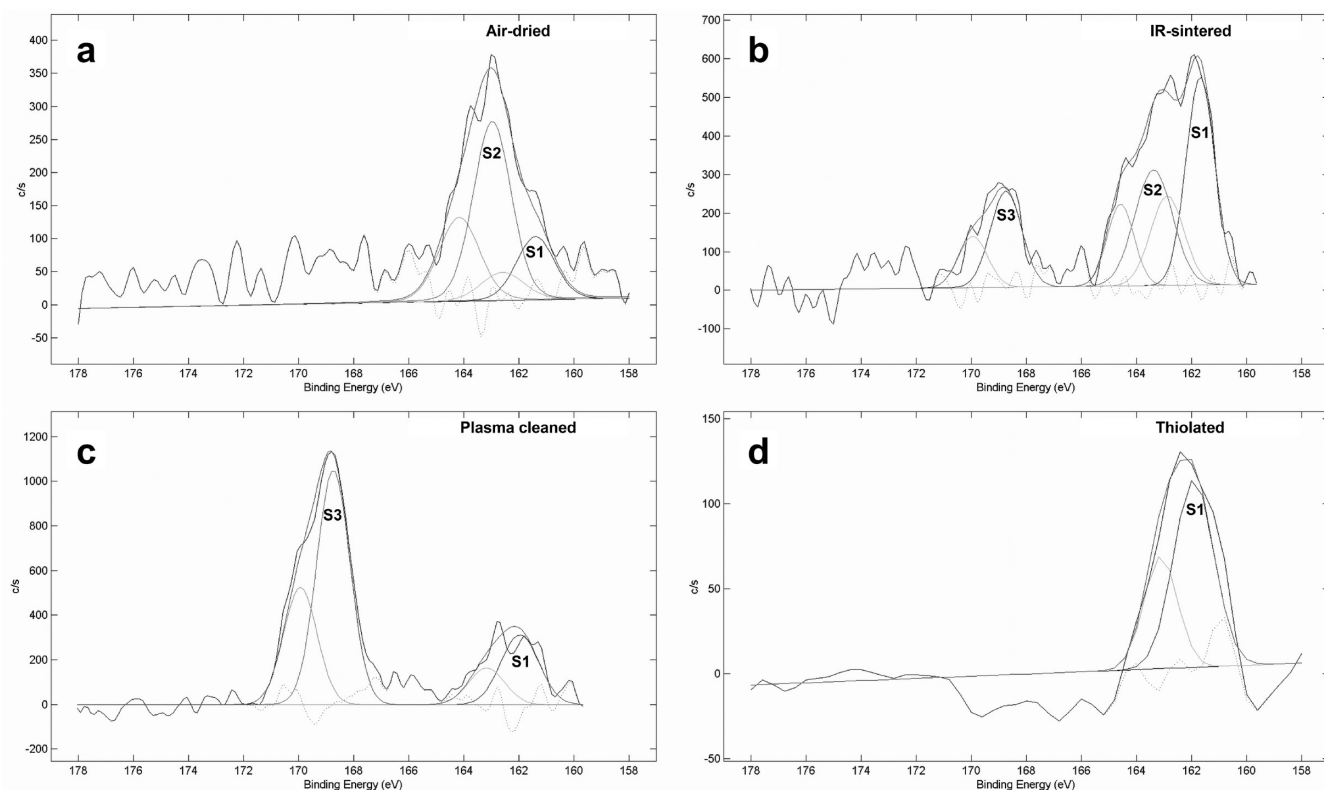 a
Air-dried
400
350
300
250
200
150
100
50
0
-50
c/s
S2
S1
178 176 174 172 170 168 166 164 162 160 158
Binding Energy (eV)
b
IR-sintered
700
600
500
400
300
200
100
0
-100
c/s
S1
S2
S3
178 176 174 172 170 168 166 164 162 160 158
Binding Energy (eV)
c
Plasma cleaned
1200
1000
800
600
400
200
0
-200
c/s
S3
S1
178 176 174 172 170 168 166 164 162 160 158
Binding Energy (eV)
d
Thiolated
150
100
50
0
-50
c/s
S1
178 176 174 172 170 168 166 164 162 160 158
Binding Energy (eV)